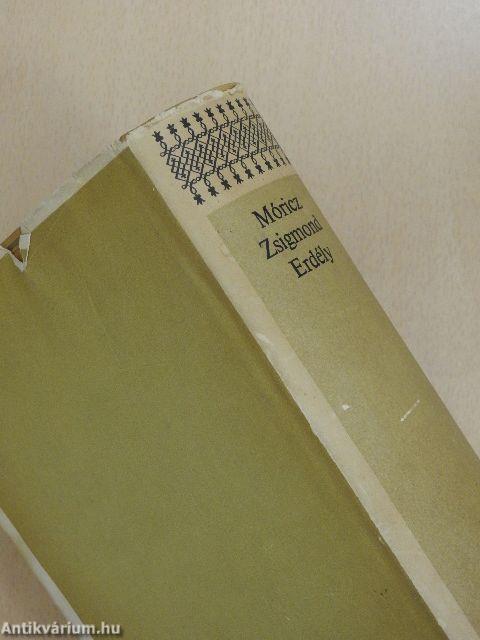 Móricz
Zsigmond
Erdély
Antikvárium.hu